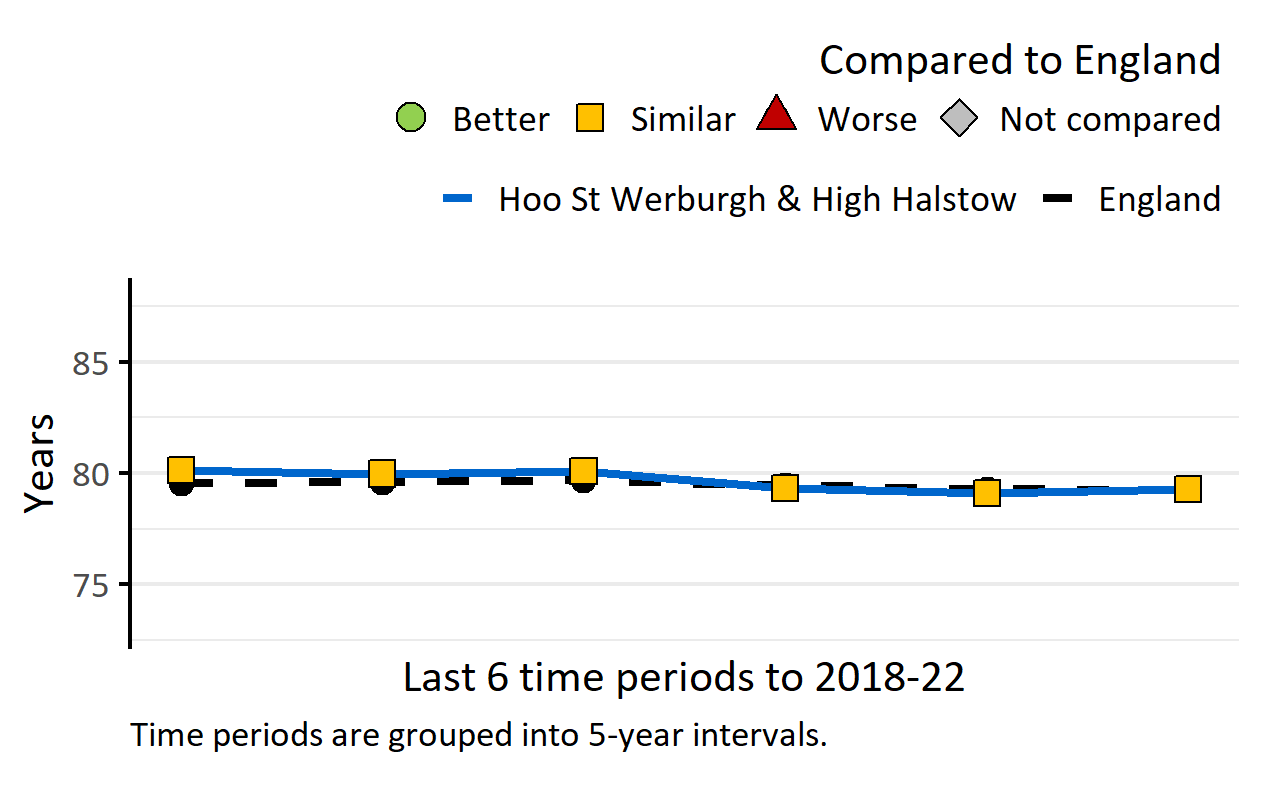 Compared to England
Better Similar Worse Not compared
Hoo St Werburgh & High Halstow England
Years
85
80
75
Last 6 time periods to 2018-22
Time periods are grouped into 5-year intervals.